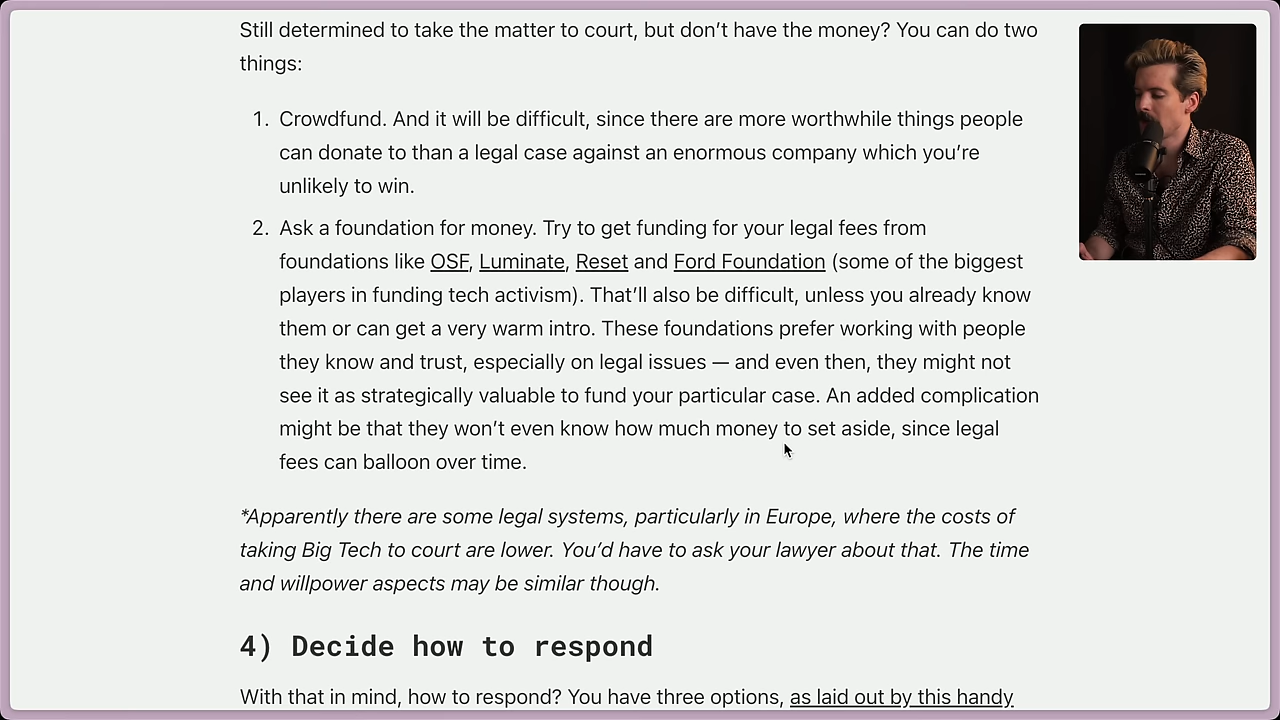 Still determined to take the matter to court, but don’t have the money? You can do two
things:
1. Crowdfund. And it will be difficult, since there are more worthwhile things people
can donate to than a legal case against an enormous company which you’re
unlikely to win.
2. Ask a foundation for money. Try to get funding for your legal fees from
foundations like OSF, Luminate, Reset and Ford Foundation (some of the biggest
players in funding tech activism). That’ll also be difficult, unless you already know
them or can get a very warm intro. These foundations prefer working with people
they know and trust, especially on legal issues — and even then, they might not
see it as strategically valuable to fund your particular case. An added complication
might be that they won’t even know how much money to set aside, since legal
fees can balloon over time.
*Apparently there are some legal systems, particularly in Europe, where the costs of
taking Big Tech to court are lower. You’d have to ask your lawyer about that. The time
and willpower aspects may be similar though.
4) Decide how to respond
With that in mind, how to respond? You have three options, as laid out by this handy